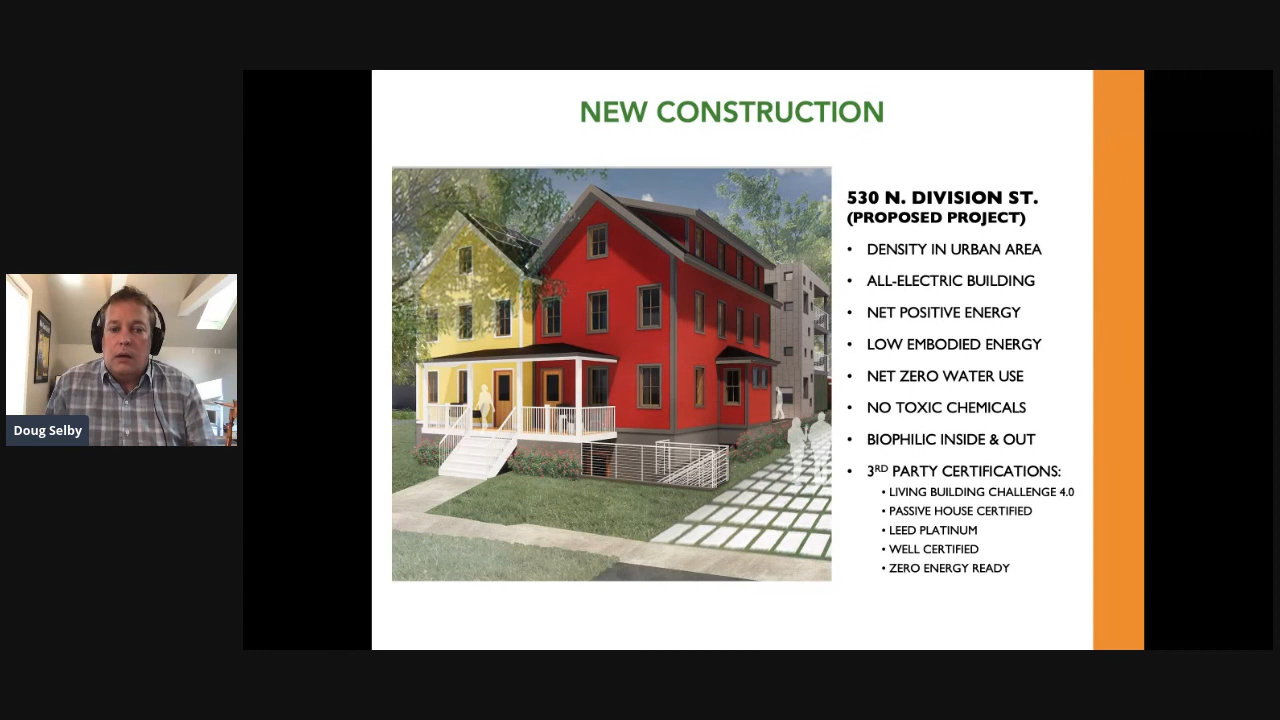 NEW CONSTRUCTION
530 N. DIVISION ST.
(PROPOSED PROJECT)
• DENSITY IN URBAN AREA
• ALL-ELECTRIC BUILDING
• NET POSITIVE ENERGY
• LOW EMBODIED ENERGY
• NET ZERO WATER USE
• NO TOXIC CHEMICALS
• BIOPHILIC INSIDE & OUT
• 3RD PARTY CERTIFICATIONS:
• LIVING BUILDING CHALLENGE 4.0
• PASSIVE HOUSE CERTIFIED
• LEED PLATINUM
• WELL CERTIFIED
• ZERO ENERGY READY
Doug Selby